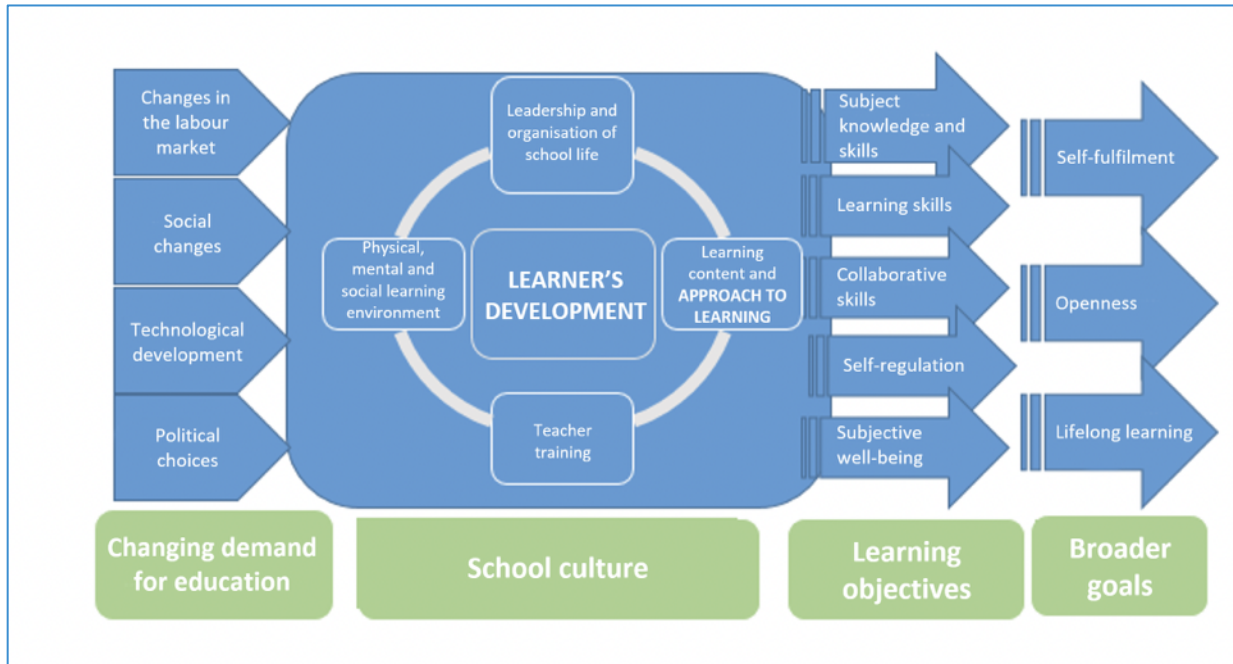 Changes in
the labour
market
Social
changes
Technological
development
Political
choices
Leadership and
organisation of
school life
Physical,
mental and
social learning
environment
LEARNER'S
DEVELOPMENT
Learning
content and
APPROACH TO
LEARNING
Teacher
training
Subject
knowledge and
skills
Learning skills
Collaborative
skills
Self-regulation
Subjective
well-being
Self-fulfilment
Openness
Lifelong learning
Changing demand
for education
School culture
Learning
objectives
Broader
goals